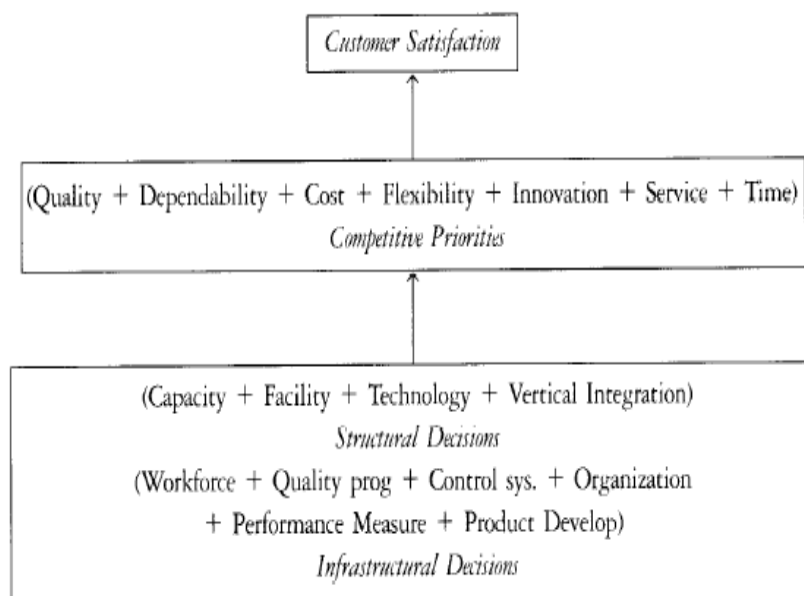 Customer Satisfaction
(Quality + Dependability + Cost + Flexibility + Innovation + Service + Time)
Competitive Priorities
(Capacity + Facility + Technology + Vertical Integration)
Structural Decisions
(Workforce + Quality prog + Control sys. + Organization
+ Performance Measure + Product Develop)
Infrastructural Decisions